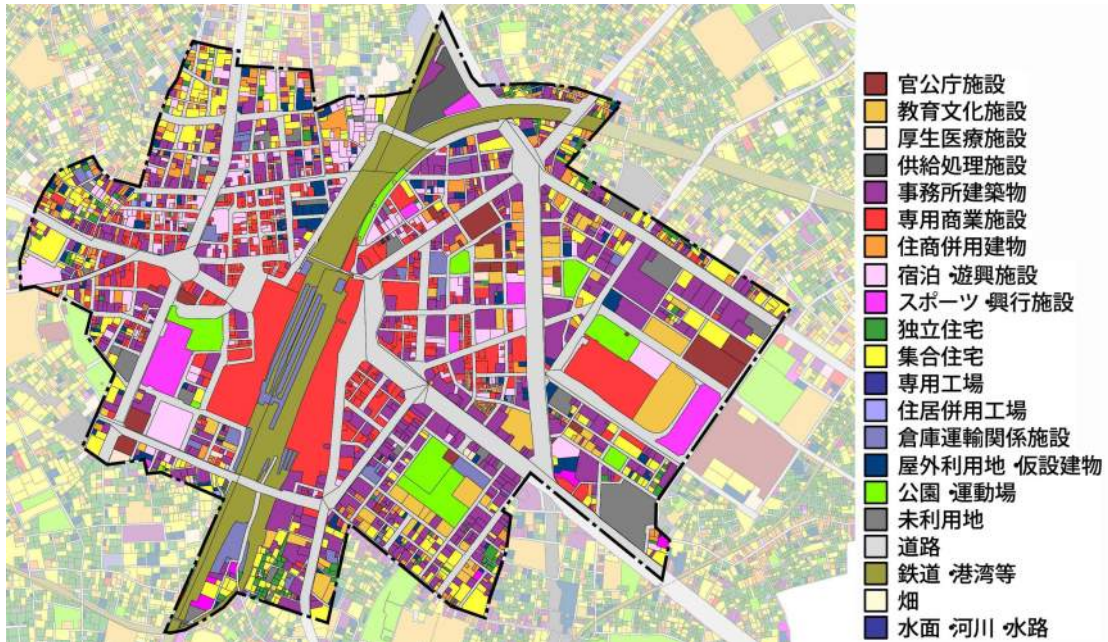 官公庁施設
教育文化施設
厚生医療施設
供給処理施設
事務所建築物
専用商業施設
住商併用建物
宿泊・遊興施設
スポーツ・興行施設
独立住宅
集合住宅
専用工場
住居併用工場
倉庫運輸関係施設
屋外利用地・仮設建物
公園・運動場
未利用地
道路
鉄道・港湾等
畑
水面・河川・水路